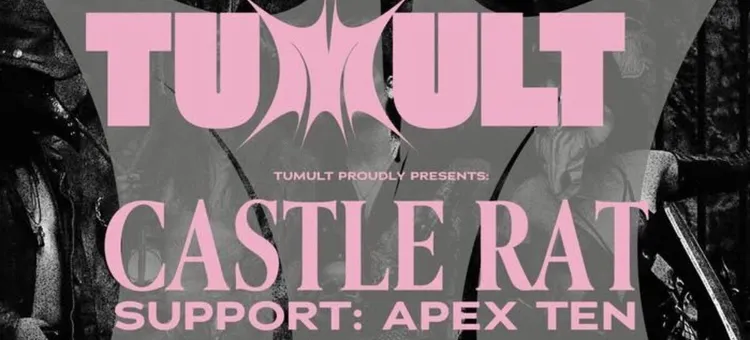 TUMULT
TUMULT PROUDLY PRESENTS:
CASTLE RAT
SUPPORT: APEX TEN